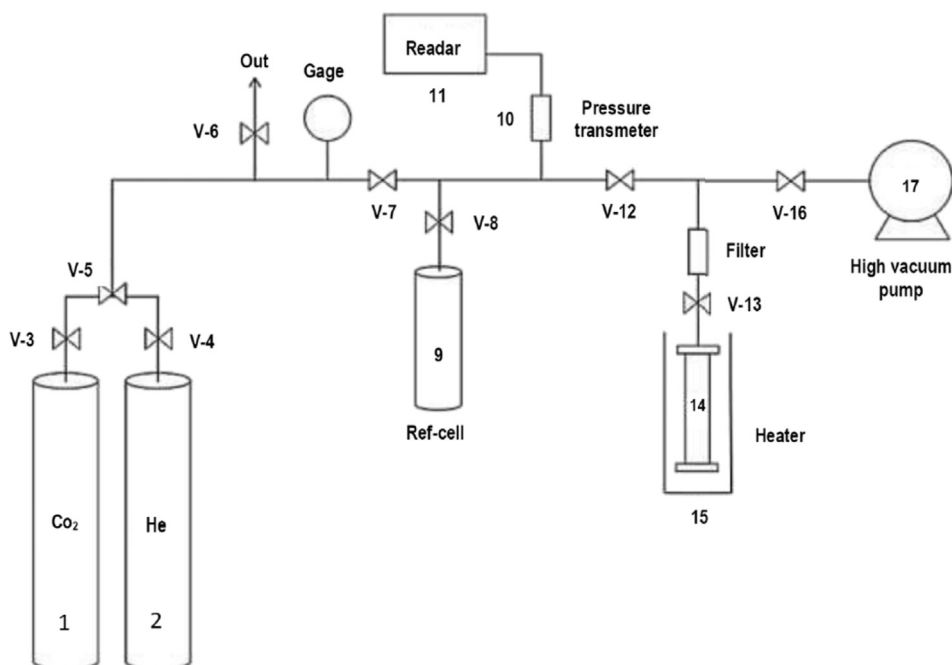 Out
Gage
Readar
11
10
Pressure
transmeter
V-6
V-7
V-8
V-12
V-16
17
High vacuum
pump
Filter
V-13
V-5
V-3
V-4
9
Ref-cell
14
Heater
15
Co₂
He
1
2